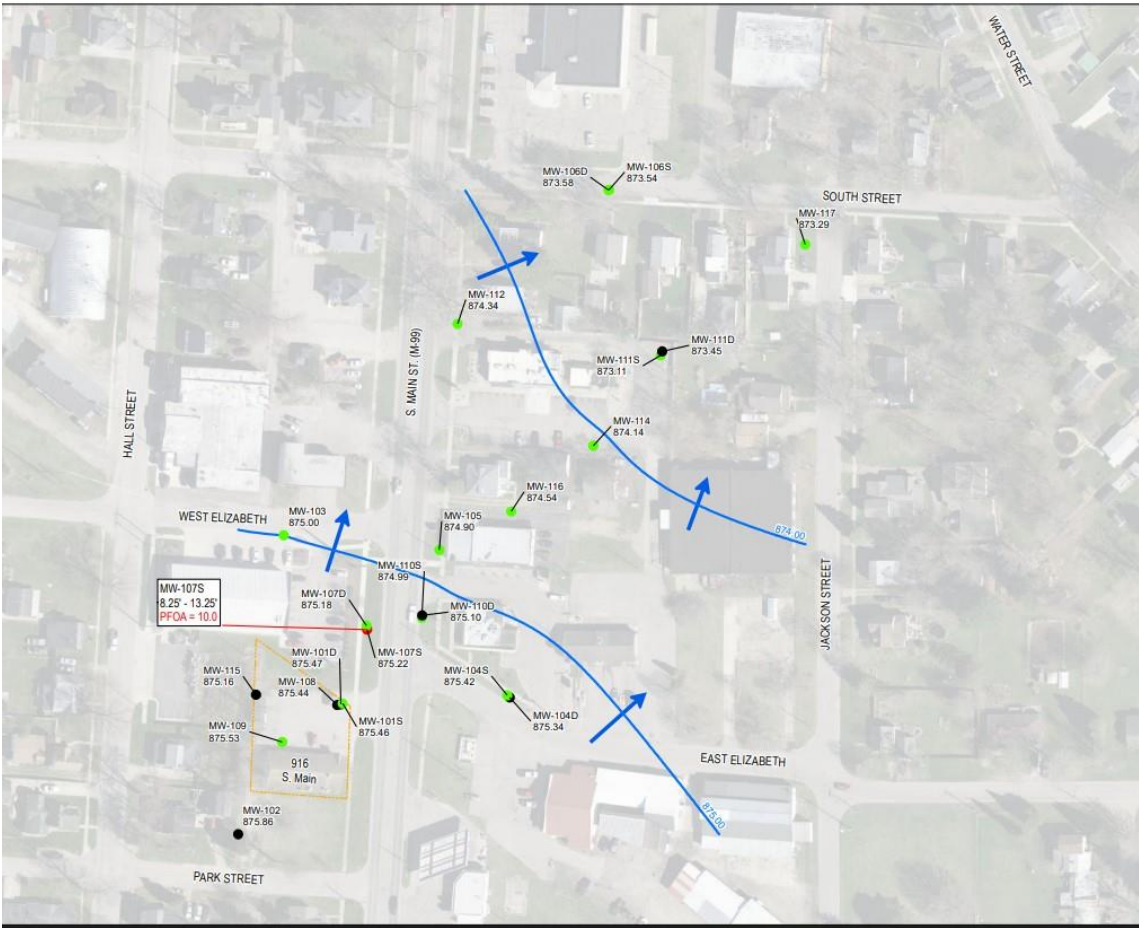 WATER STREET
MW-106D
873.58
MW-106S
873.54
SOUTH STREET
MW-117
873.29
MW-112
874.34
S. MAIN ST. (M-99)
MW-111D
873.45
MW-111S
873.11
HALL STREET
MW-114
874.14
MW-116
874.54
WEST ELIZABETH
MW-103
875.00
MW-105
874.90
874.00
MW-110S
874.99
MW-107S
8.25' - 13.25'
PFOA = 10.0
MW-107D
875.18
MW-110D
875.10
JACKSON STREET
MW-101D
875.47
MW-107S
875.22
MW-115
875.16
MW-108
875.44
MW-104S
875.42
MW-101S
875.46
MW-104D
875.34
MW-109
875.53
916
S. Main
EAST ELIZABETH
MW-102
875.86
875.00
PARK STREET